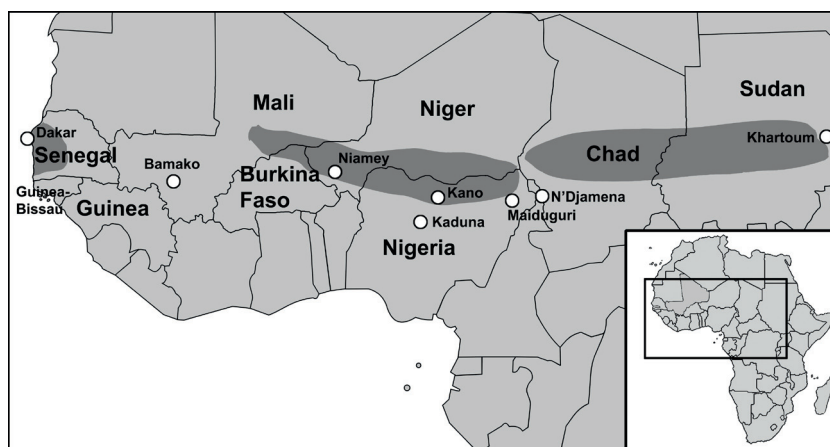 Sudan
Mali
Niger
Dakar
Khartoum
Senegal
Chad
Bamako
Niamey
Burkina
Faso
Guinea-
Bissau
Guinea
Kano
N'Djamena
Maiduguri
Kaduna
Nigeria